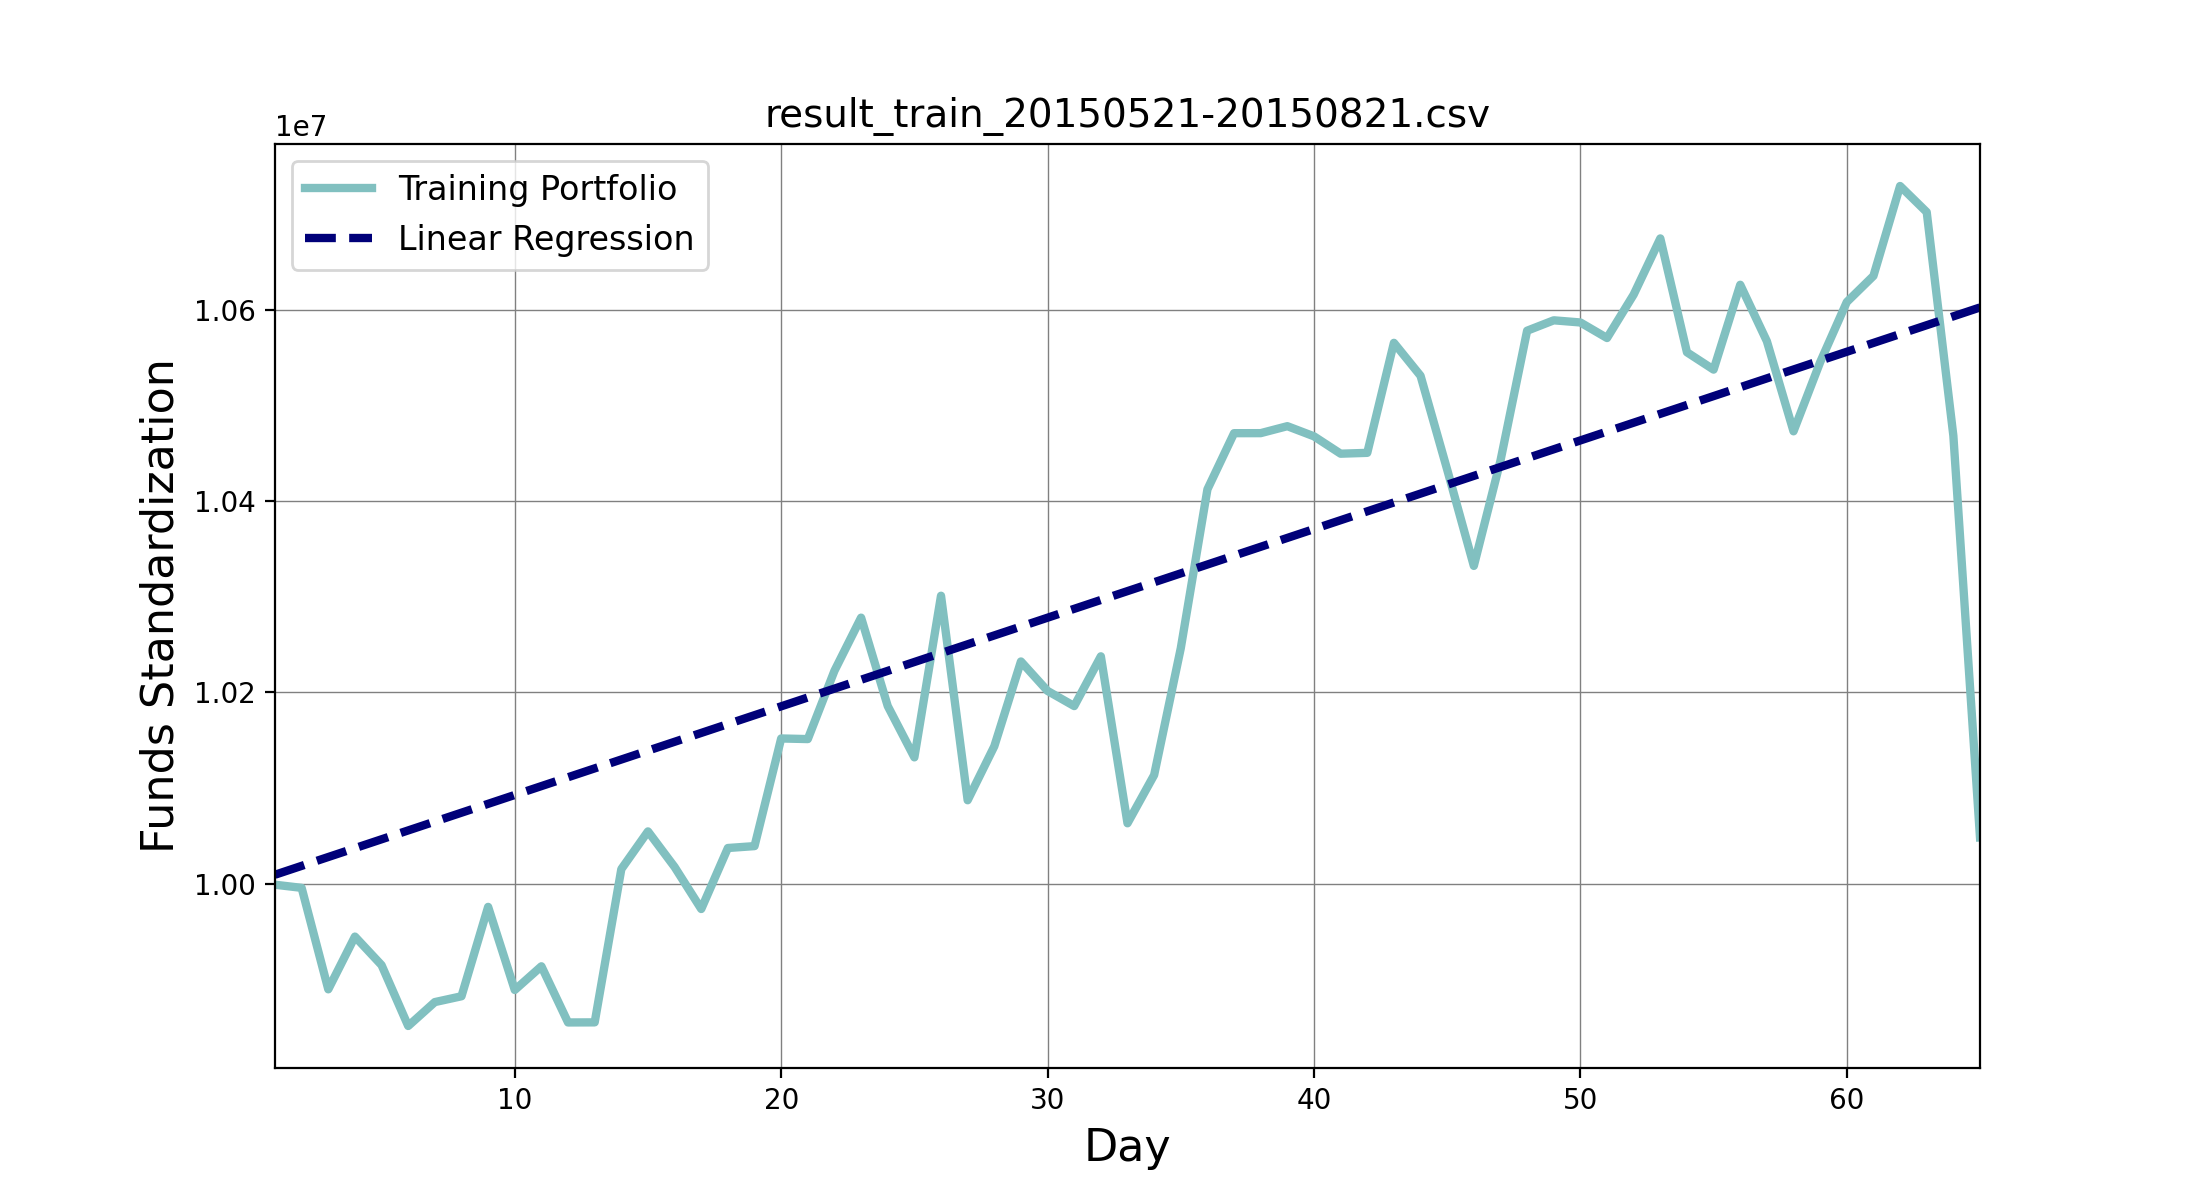 result_train_20150521-20150821.csv
1e7
Training Portfolio
Linear Regression
Funds Standardization
1.06
1.04
1.02
1.00
10 20 30 40 50 60
Day